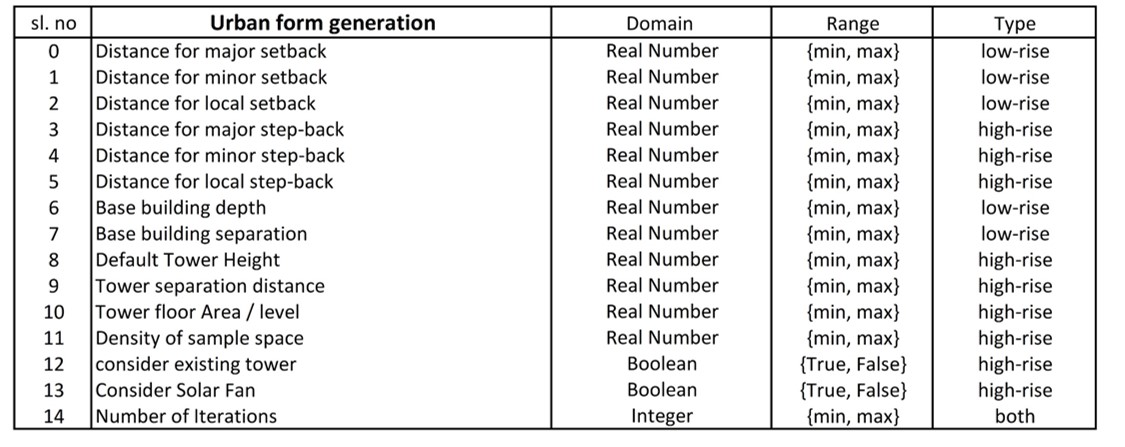 sl. no Urban form generation Domain Range Type
0 Distance for major setback Real Number {min, max} low-rise
1 Distance for minor setback Real Number {min, max} low-rise
2 Distance for local setback Real Number {min, max} low-rise
3 Distance for major step-back Real Number {min, max} high-rise
4 Distance for minor step-back Real Number {min, max} high-rise
5 Distance for local step-back Real Number {min, max} high-rise
6 Base building depth Real Number {min, max} low-rise
7 Base building separation Real Number {min, max} low-rise
8 Default Tower Height Real Number {min, max} high-rise
9 Tower separation distance Real Number {min, max} high-rise
10 Tower floor Area / level Real Number {min, max} high-rise
11 Density of sample space Real Number {min, max} high-rise
12 consider existing tower Boolean {True, False} high-rise
13 Consider Solar Fan Boolean {True, False} high-rise
14 Number of Iterations Integer {min, max} both